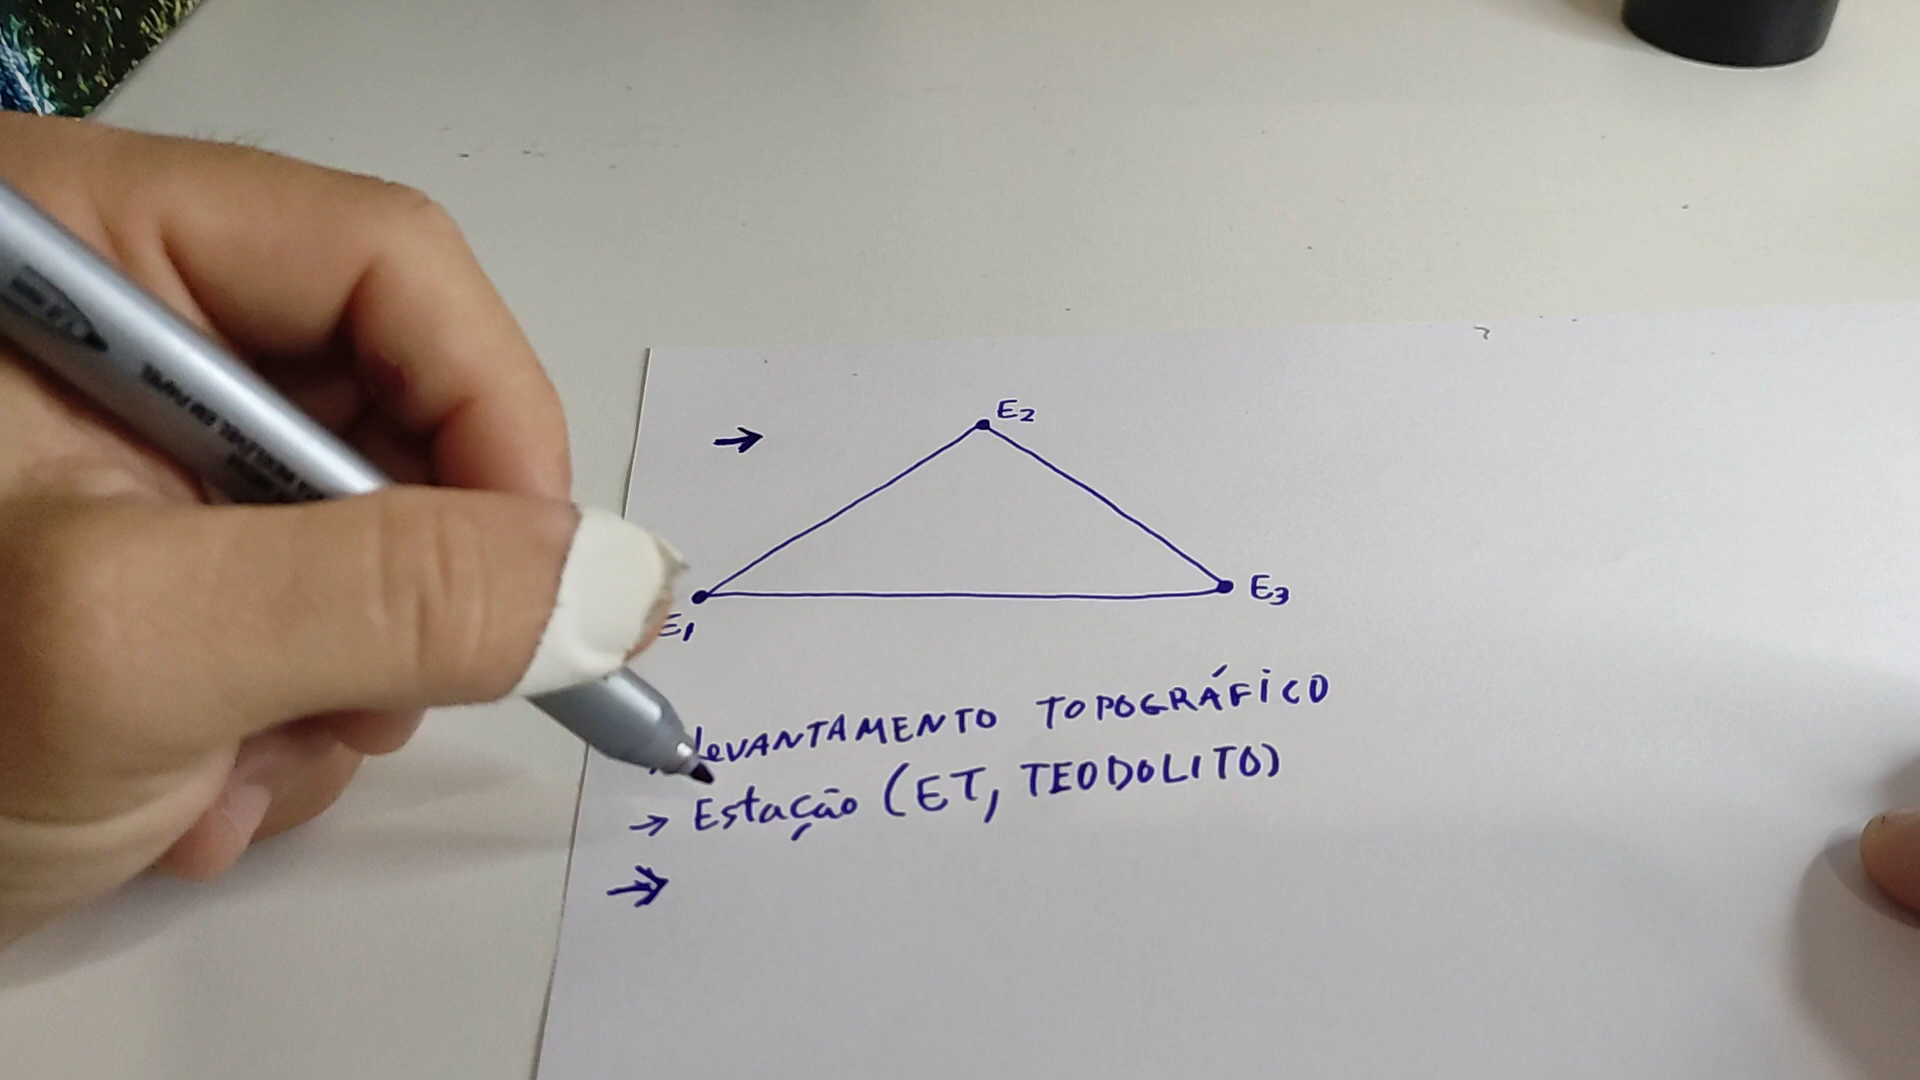 → E2
E1
E3
LeVANTAMENTO TOPOGRÁFICO
→ Estação (ET, TEODOLITO)